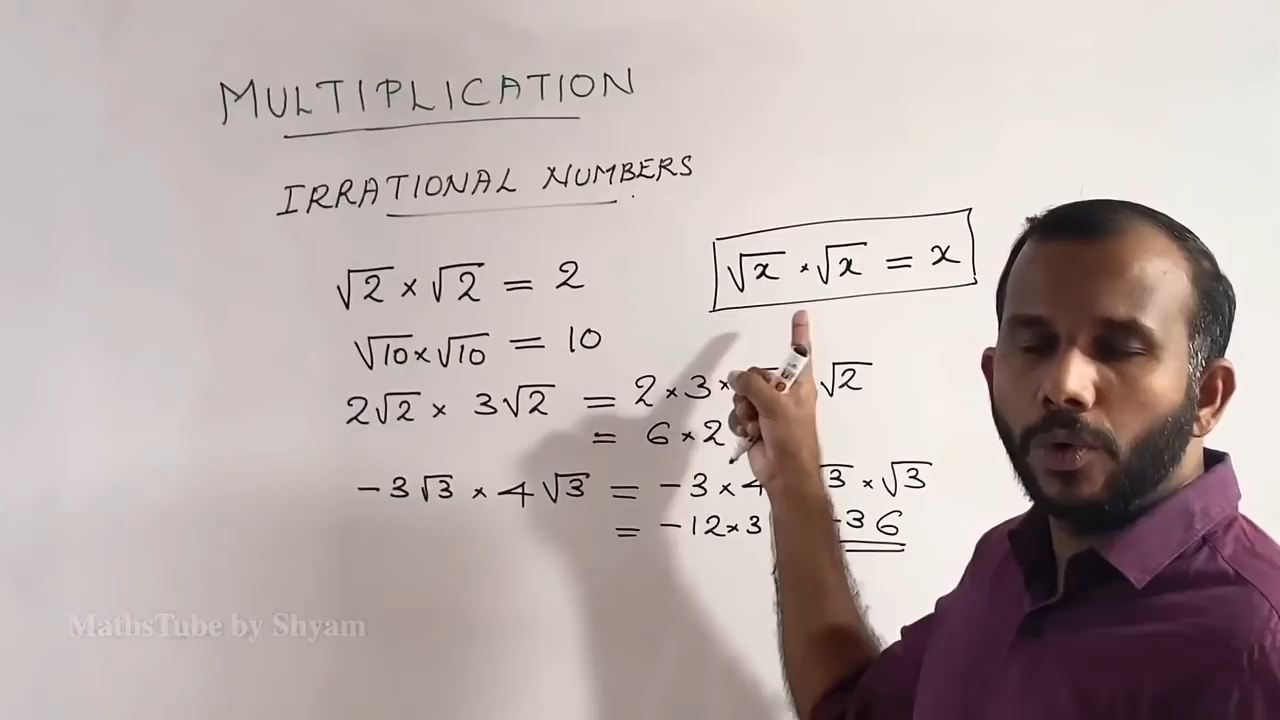 MULTIPLICATION
IRRATIONAL NUMBERS
√2 × √2 = 2
√x × √x = x
√10 × √10 = 10
2√2 × 3√2 = 2 × 3 × √2
= 6 × 2
-3√3 × 4√3 = -3 × 4 √3 × √3
= -12 × 3 -36
MathsTube by Shyam